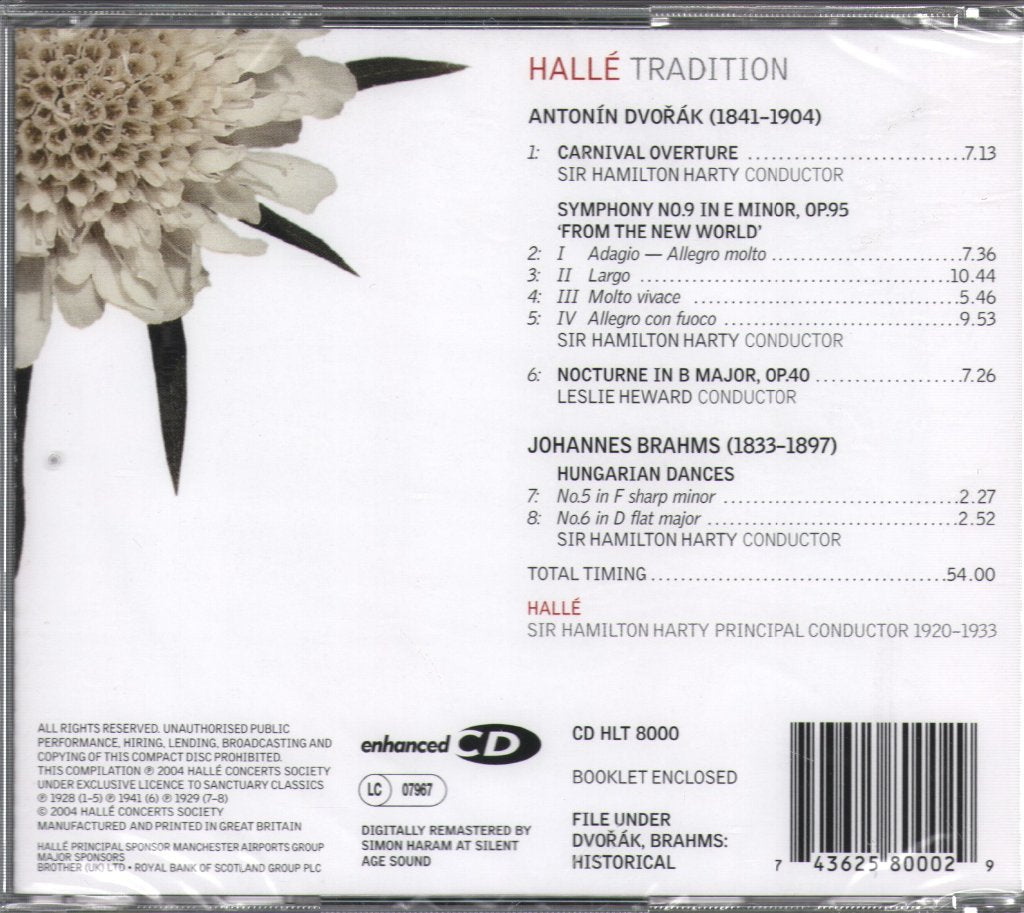 HALLÉ TRADITION
ANTONÍN DVOŘÁK (1841–1904)
1: CARNIVAL OVERTURE ................................7.13
SIR HAMILTON HARTY CONDUCTOR
SYMPHONY NO.9 IN E MINOR, OP.95
‘FROM THE NEW WORLD’
2: I Adagio — Allegro molto ............................7.36
3: II Largo ..............................................10.44
4: III Molto vivace ........................................5.46
5: IV Allegro con fuoco ...................................9.53
SIR HAMILTON HARTY CONDUCTOR
6: NOCTURNE IN B MAJOR, OP.40 .....................7.26
LESLIE HEWARD CONDUCTOR
JOHANNES BRAHMS (1833–1897)
HUNGARIAN DANCES
7: No.5 in F sharp minor ..................................2.27
8: No.6 in D flat major ....................................2.52
SIR HAMILTON HARTY CONDUCTOR
TOTAL TIMING ............................................54.00
HALLÉ
SIR HAMILTON HARTY PRINCIPAL CONDUCTOR 1920–1933
ALL RIGHTS RESERVED. UNAUTHORISED PUBLIC
PERFORMANCE, HIRING, LENDING, BROADCASTING AND
COPYING OF THIS COMPACT DISC PROHIBITED.
THIS COMPILATION ℗ 2004 HALLÉ CONCERTS SOCIETY
UNDER EXCLUSIVE LICENCE TO SANCTUARY CLASSICS
℗ 1928 (1–5) ℗ 1941 (6) ℗ 1929 (7–8)
© 2004 HALLÉ CONCERTS SOCIETY
MANUFACTURED AND PRINTED IN GREAT BRITAIN
HALLÉ PRINCIPAL SPONSOR MANCHESTER AIRPORTS GROUP
MAJOR SPONSORS
BROTHER (UK) LTD • ROYAL BANK OF SCOTLAND GROUP PLC
enhanced CD
LC 07967
DIGITALLY REMASTERED BY
SIMON HARAM AT SILENT
AGE SOUND
CD HLT 8000
BOOKLET ENCLOSED
FILE UNDER
DVOŘÁK, BRAHMS:
HISTORICAL
7 43625 80002 9